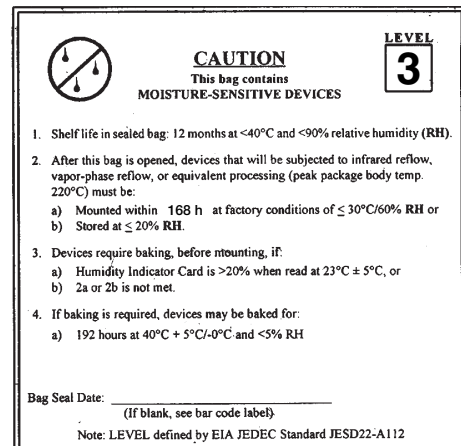 LEVEL
3
CAUTION
This bag contains
MOISTURE-SENSITIVE DEVICES
1. Shelf life in sealed bag: 12 months at <40°C and <90% relative humidity (RH).
2. After this bag is opened, devices that will be subjected to infrared reflow,
vapor-phase reflow, or equivalent processing (peak package body temp.
220°C) must be:
a) Mounted within 168 h at factory conditions of ≤ 30°C/60% RH or
b) Stored at ≤ 20% RH.
3. Devices require baking, before mounting, if:
a) Humidity Indicator Card is >20% when read at 23°C ± 5°C, or
b) 2a or 2b is not met.
4. If baking is required, devices may be baked for:
a) 192 hours at 40°C + 5°C/-0°C and <5% RH
Bag Seal Date:
(If blank, see bar code label)
Note: LEVEL defined by EIA JEDEC Standard JESD22-A112